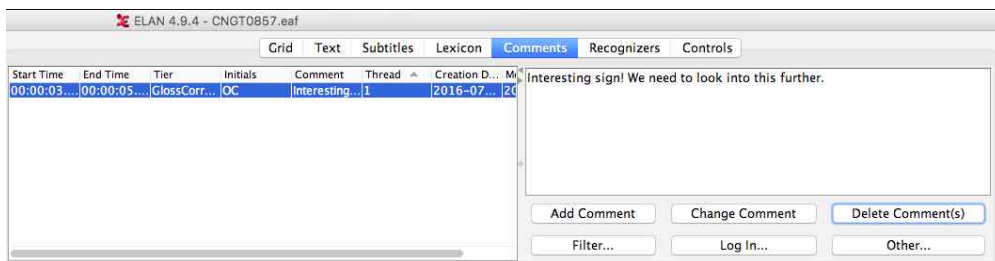 ELAN 4.9.4 - CNGT0857.eaf
Grid Text Subtitles Lexicon Comments Recognizers Controls
Start Time End Time Tier Initials Comment Thread Creation D... M
00:00:03.... 00:00:05.... GlossCorr... OC Interesting... 1 2016-07... 20
Interesting sign! We need to look into this further.
Add Comment Change Comment Delete Comment(s)
Filter... Log In... Other...